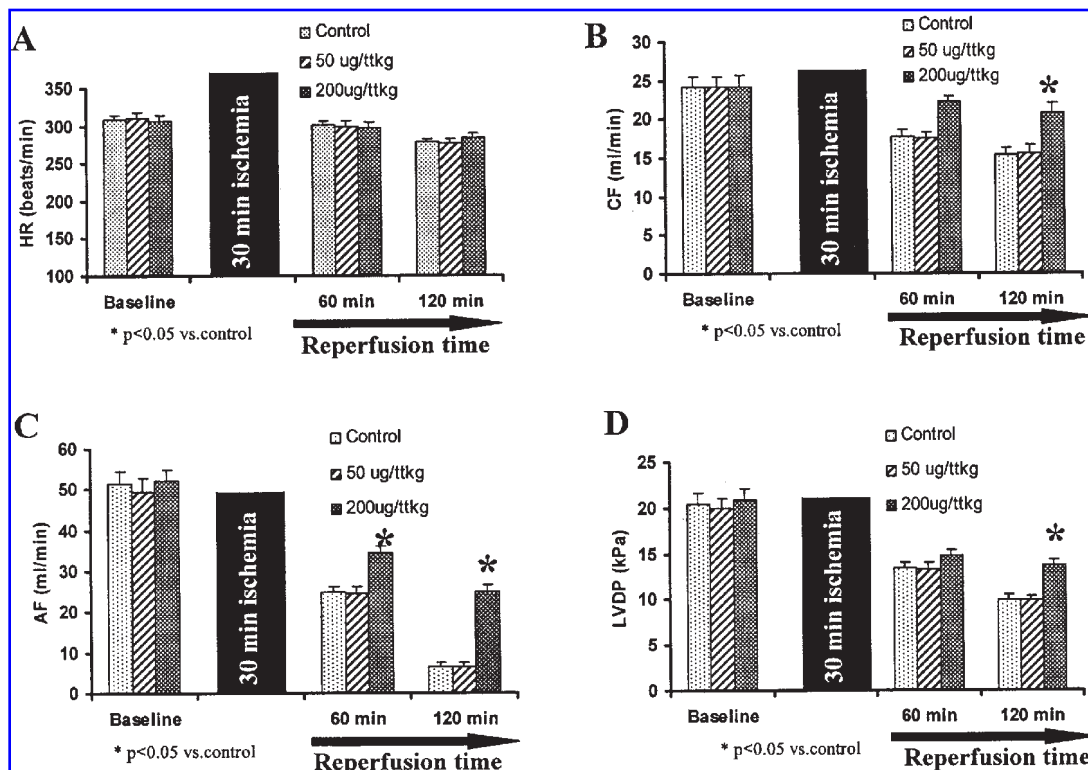 A
Control
50 ug/ttkg
200ug/ttkg
HR (beats/min)
350
300
250
200
150
100
30 min ischemia
Baseline
60 min
120 min
* p<0.05 vs.control
Reperfusion time
B
Control
50 ug/ttkg
200ug/ttkg
CF (ml/min)
30
25
20
15
10
5
0
30 min ischemia
*
Baseline
60 min
120 min
* p<0.05 vs.control
Reperfusion time
C
Control
50 ug/ttkg
200ug/ttkg
AF (ml/min)
60
50
40
30
20
10
0
30 min ischemia
*
*
Baseline
60 min
120 min
* p<0.05 vs.control
Reperfusion time
D
Control
50 ug/ttkg
200ug/ttkg
LVDP (kPa)
25
20
15
10
5
0
30 min ischemia
*
Baseline
60 min
120 min
* p<0.05 vs.control
Reperfusion time